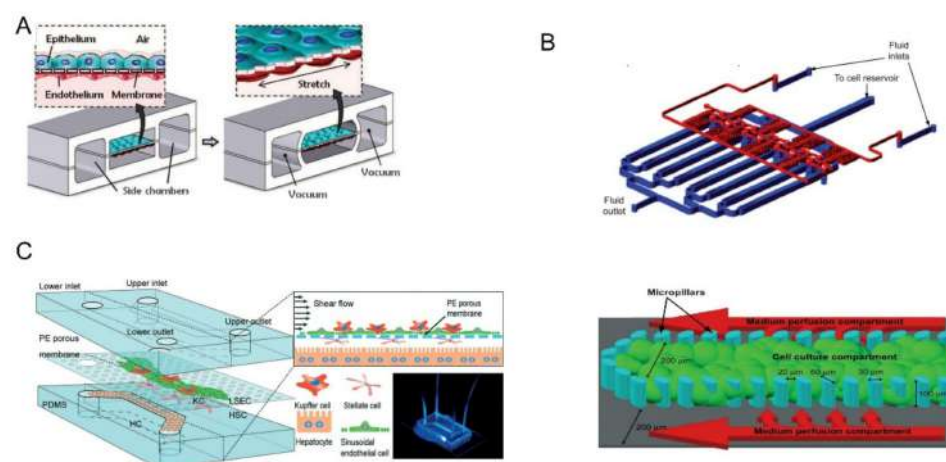 A
Epithelium
Air
Endothelium
Membrane
Stretch
Side chambers
Vacuum
Vacuum
B
Fluid
inlets
To cell reservoir
Fluid
outlet
C
Lower inlet
Upper inlet
Lower outlet
Upper outlet
PE porous
membrane
PDMS
KC
LSEC
HSC
HC
Shear flow
PE porous
membrane
Kupffer cell
Stellate cell
Hepatocyte
Sinusoidal
endothelial cell
Micropillars
Medium perfusion compartment
200 μm
Cell culture compartment
20 μm
60 μm
30 μm
100 μm
200 μm
Medium perfusion compartment